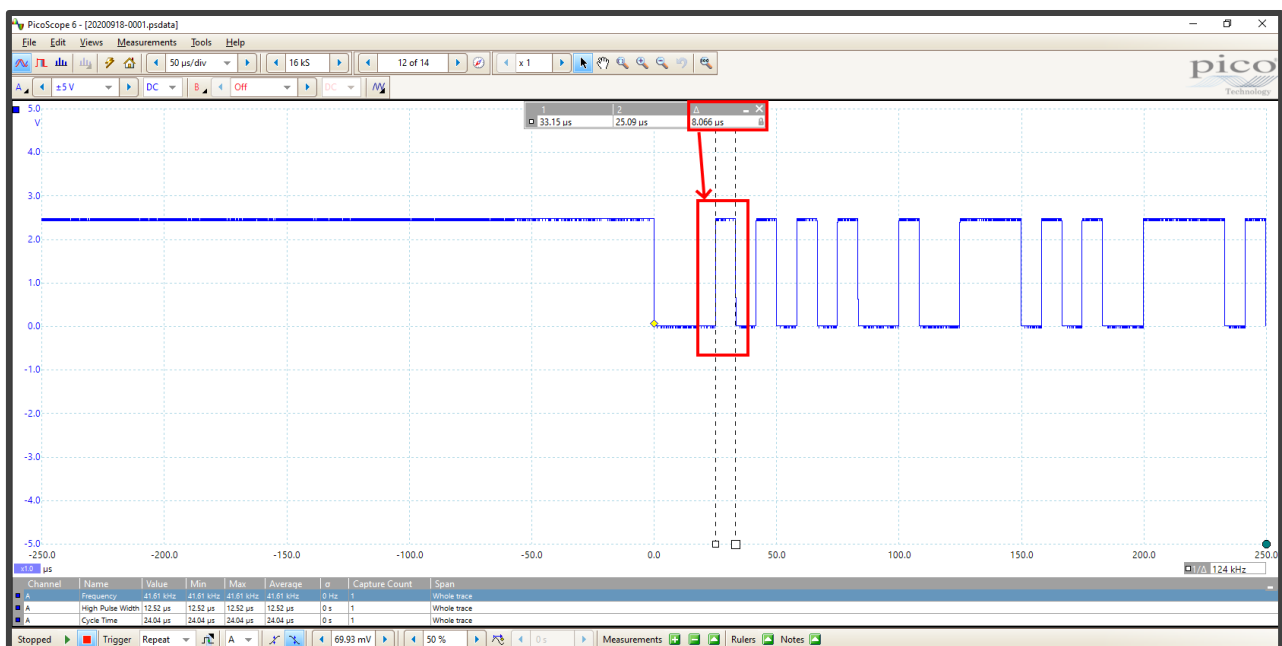 PicoScope 6 - [20200918-0001.psdata]
File Edit Views Measurements Tools Help
50 µs/div 16 kS 12 of 14 x 1
pico
Technology
A ±5 V DC B Off DC
1 2 Δ
33.15 µs 25.09 µs 8.066 µs
5.0
V
4.0
3.0
2.0
1.0
0.0
-1.0
-2.0
-3.0
-4.0
-5.0
-250.0 -200.0 -150.0 -100.0 -50.0 0.0 50.0 100.0 150.0 200.0 250.0
x1.0 µs
1/Δ 124 kHz
Channel Name Value Min Max Average σ Capture Count Span
A Frequency 41.61 kHz 41.61 kHz 41.61 kHz 41.61 kHz 0 Hz 1 Whole trace
A High Pulse Width 12.52 µs 12.52 µs 12.52 µs 12.52 µs 0 s 1 Whole trace
A Cycle Time 24.04 µs 24.04 µs 24.04 µs 24.04 µs 0 s 1 Whole trace
Stopped Trigger Repeat A 69.93 mV 50 % 0 s Measurements Rulers Notes